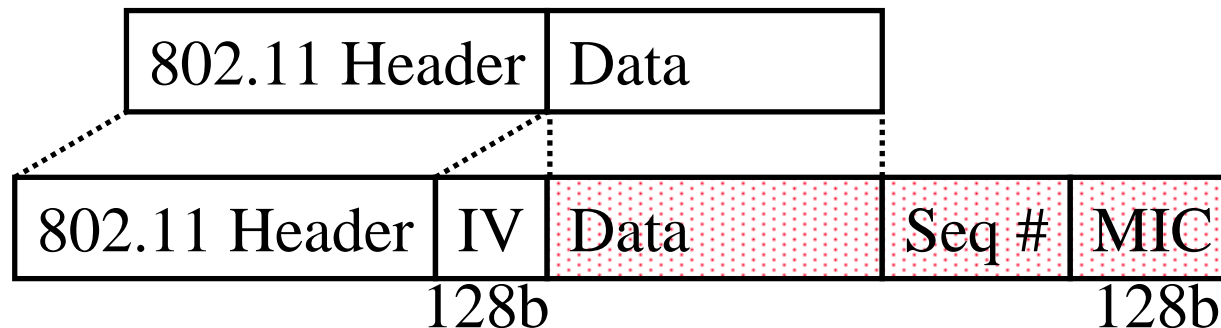 802.11 Header Data
802.11 Header IV Data Seq # MIC
128b 128b